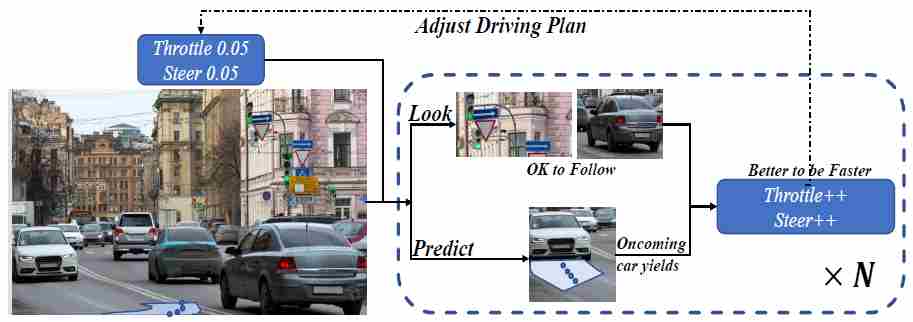 Adjust Driving Plan
Throttle 0.05
Steer 0.05
Look
OK to Follow
Predict
Oncoming
car yields
Better to be Faster
Throttle++
Steer++
× N